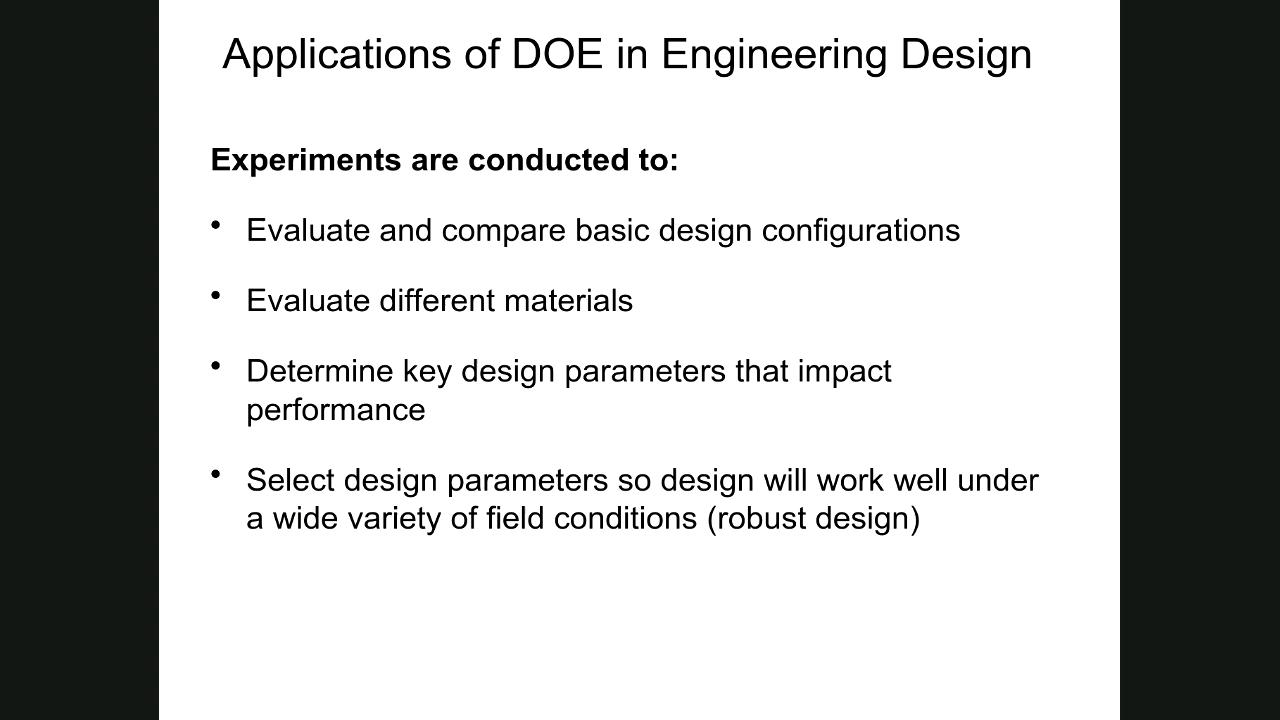 Applications of DOE in Engineering Design
Experiments are conducted to:
• Evaluate and compare basic design configurations
• Evaluate different materials
• Determine key design parameters that impact
performance
• Select design parameters so design will work well under
a wide variety of field conditions (robust design)